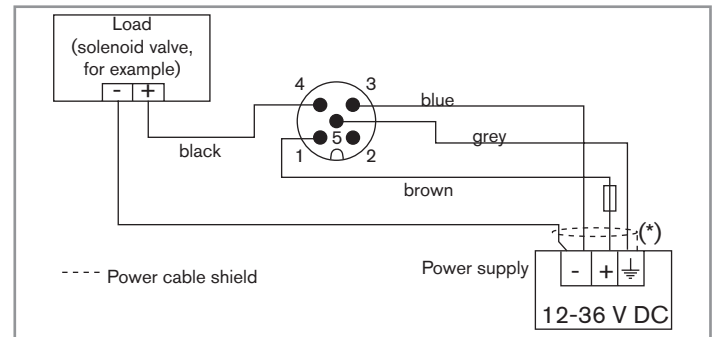 Load
(solenoid valve,
for example)
- +
4 3
blue
black
5
grey
1 2
brown
(*)
---- Power cable shield
Power supply
- +
12-36 V DC